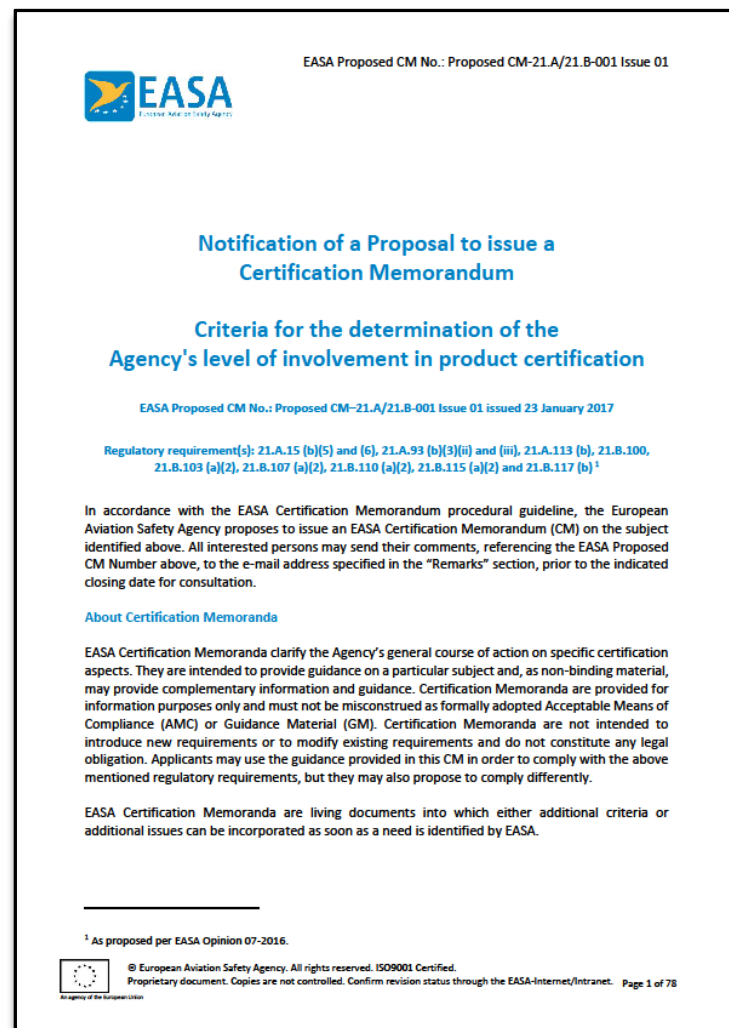 EASA Proposed CM No.: Proposed CM-21.A/21.B-001 Issue 01
EASA
European Aviation Safety Agency
Notification of a Proposal to issue a
Certification Memorandum
Criteria for the determination of the
Agency's level of involvement in product certification
EASA Proposed CM No.: Proposed CM–21.A/21.B-001 Issue 01 issued 23 January 2017
Regulatory requirement(s): 21.A.15 (b)(5) and (6), 21.A.93 (b)(3)(ii) and (iii), 21.A.113 (b), 21.B.100,
21.B.103 (a)(2), 21.B.107 (a)(2), 21.B.110 (a)(2), 21.B.115 (a)(2) and 21.B.117 (b) 1
In accordance with the EASA Certification Memorandum procedural guideline, the European
Aviation Safety Agency proposes to issue an EASA Certification Memorandum (CM) on the subject
identified above. All interested persons may send their comments, referencing the EASA Proposed
CM Number above, to the e-mail address specified in the “Remarks” section, prior to the indicated
closing date for consultation.
About Certification Memoranda
EASA Certification Memoranda clarify the Agency’s general course of action on specific certification
aspects. They are intended to provide guidance on a particular subject and, as non-binding material,
may provide complementary information and guidance. Certification Memoranda are provided for
information purposes only and must not be misconstrued as formally adopted Acceptable Means of
Compliance (AMC) or Guidance Material (GM). Certification Memoranda are not intended to
introduce new requirements or to modify existing requirements and do not constitute any legal
obligation. Applicants may use the guidance provided in this CM in order to comply with the above
mentioned regulatory requirements, but they may also propose to comply differently.
EASA Certification Memoranda are living documents into which either additional criteria or
additional issues can be incorporated as soon as a need is identified by EASA.
1 As proposed per EASA Opinion 07-2016.
© European Aviation Safety Agency. All rights reserved. ISO9001 Certified.
Proprietary document. Copies are not controlled. Confirm revision status through the EASA-Internet/Intranet. Page 1 of 78
An agency of the European Union